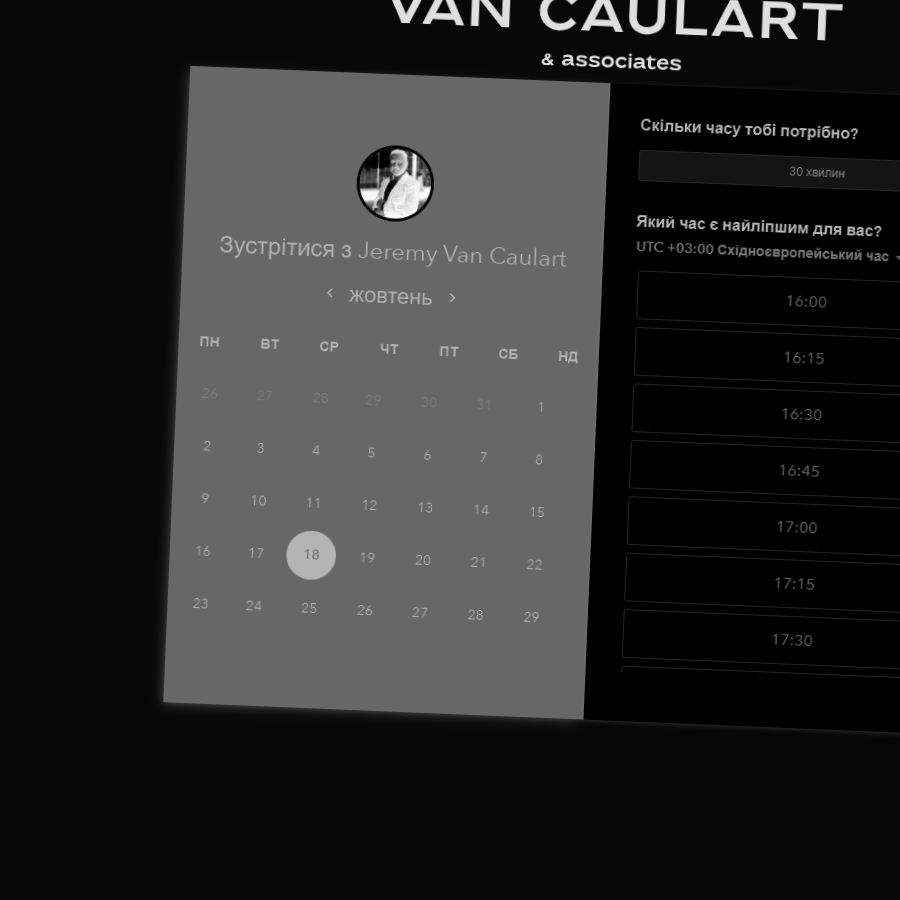 VAN CAULART
& associates
Зустрітися з Jeremy Van Caulart
жовтень
ПН ВТ СР ЧТ ПТ СБ НД
26 27 28 29 30 31 1
2 3 4 5 6 7 8
9 10 11 12 13 14 15
16 17 18 19 20 21 22
23 24 25 26 27 28 29
Скільки часу тобі потрібно?
30 хвилин
Який час є найліпшим для вас?
UTC +03:00 Східноєвропейський час
16:00
16:15
16:30
16:45
17:00
17:15
17:30